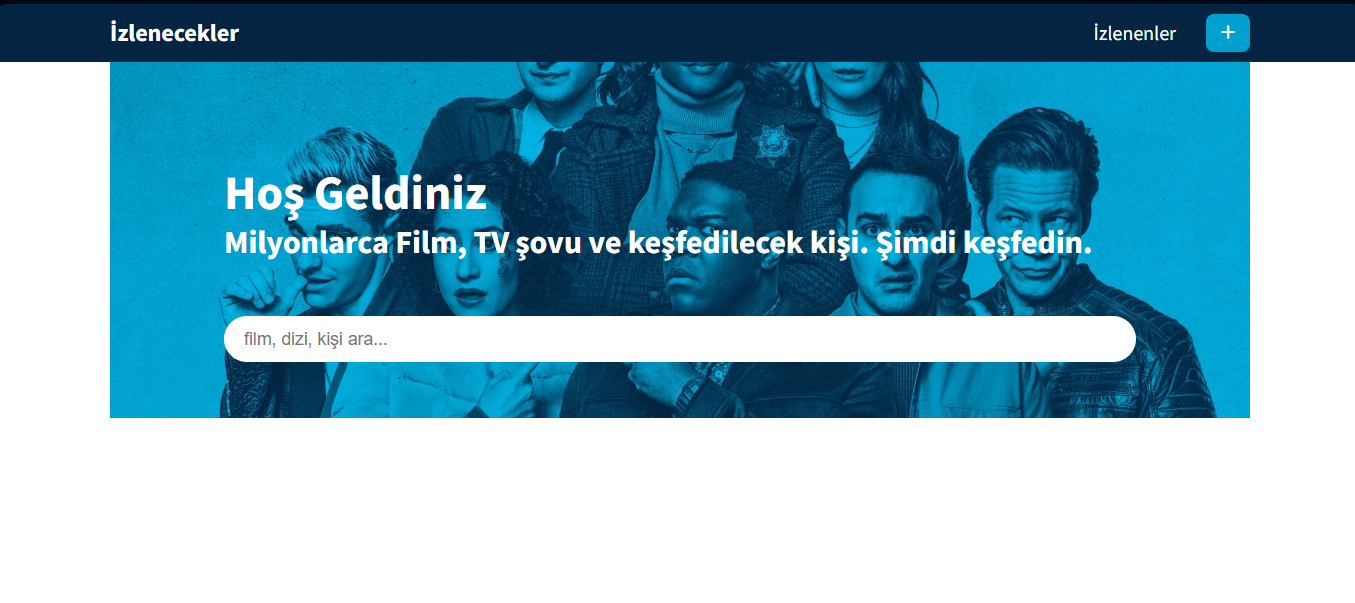 İzlenecekler
İzlenenler +
Hoş Geldiniz
Milyonlarca Film, TV şovu ve keşfedilecek kişi. Şimdi keşfedin.
film, dizi, kişi ara...